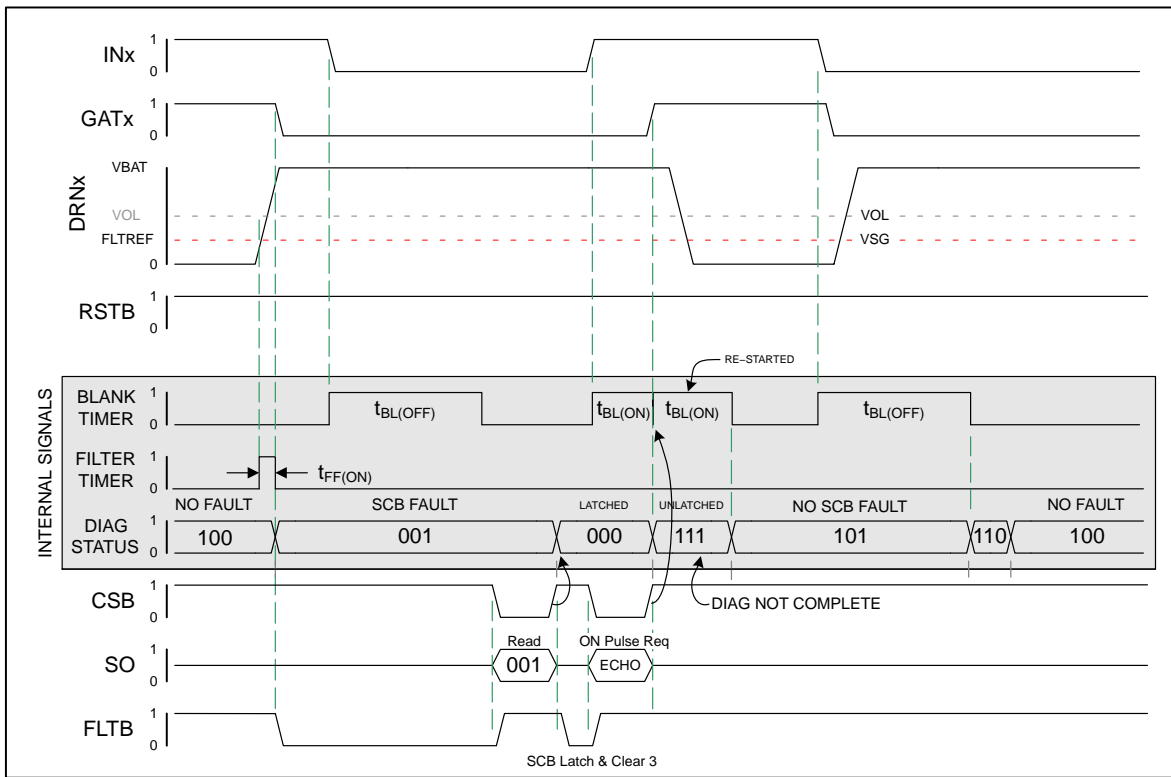 INx 1
0
GATx 1
0
DRNx
VBAT
VOL
FLTREF
0
VOL
VSG
RSTB 1
0
RE−STARTED
INTERNAL SIGNALS
BLANK TIMER 1
0
tBL(OFF)
tBL(ON)
tBL(ON)
tBL(OFF)
FILTER TIMER 1
0
tFF(ON)
NO FAULT
SCB FAULT
LATCHED
UNLATCHED
NO SCB FAULT
NO FAULT
DIAG STATUS 1
0
100
001
000
111
101
110
100
CSB 1
0
DIAG NOT COMPLETE
Read
ON Pulse Req
SO 1
0
001
ECHO
FLTB 1
0
SCB Latch & Clear 3